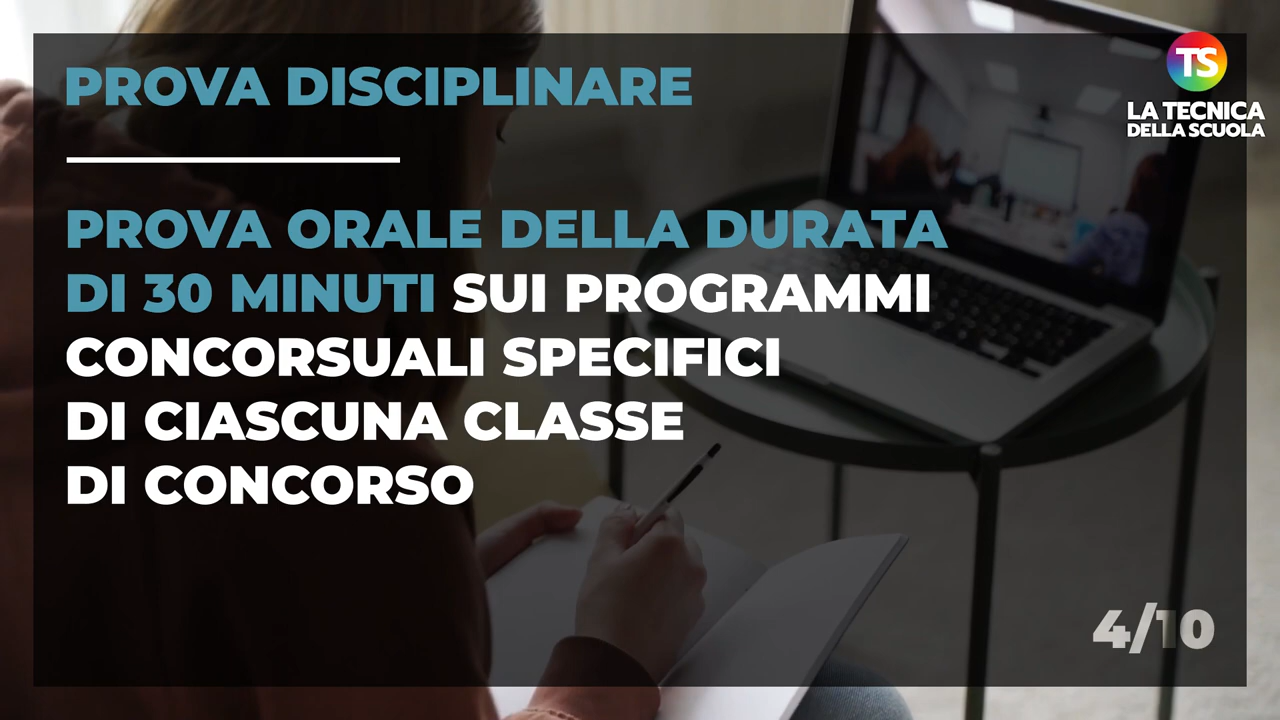 PROVA DISCIPLINARE
TS
LA TECNICA
DELLA SCUOLA
PROVA ORALE DELLA DURATA
DI 30 MINUTI SUI PROGRAMMI
CONCORSUALI SPECIFICI
DI CIASCUNA CLASSE
DI CONCORSO
4/10